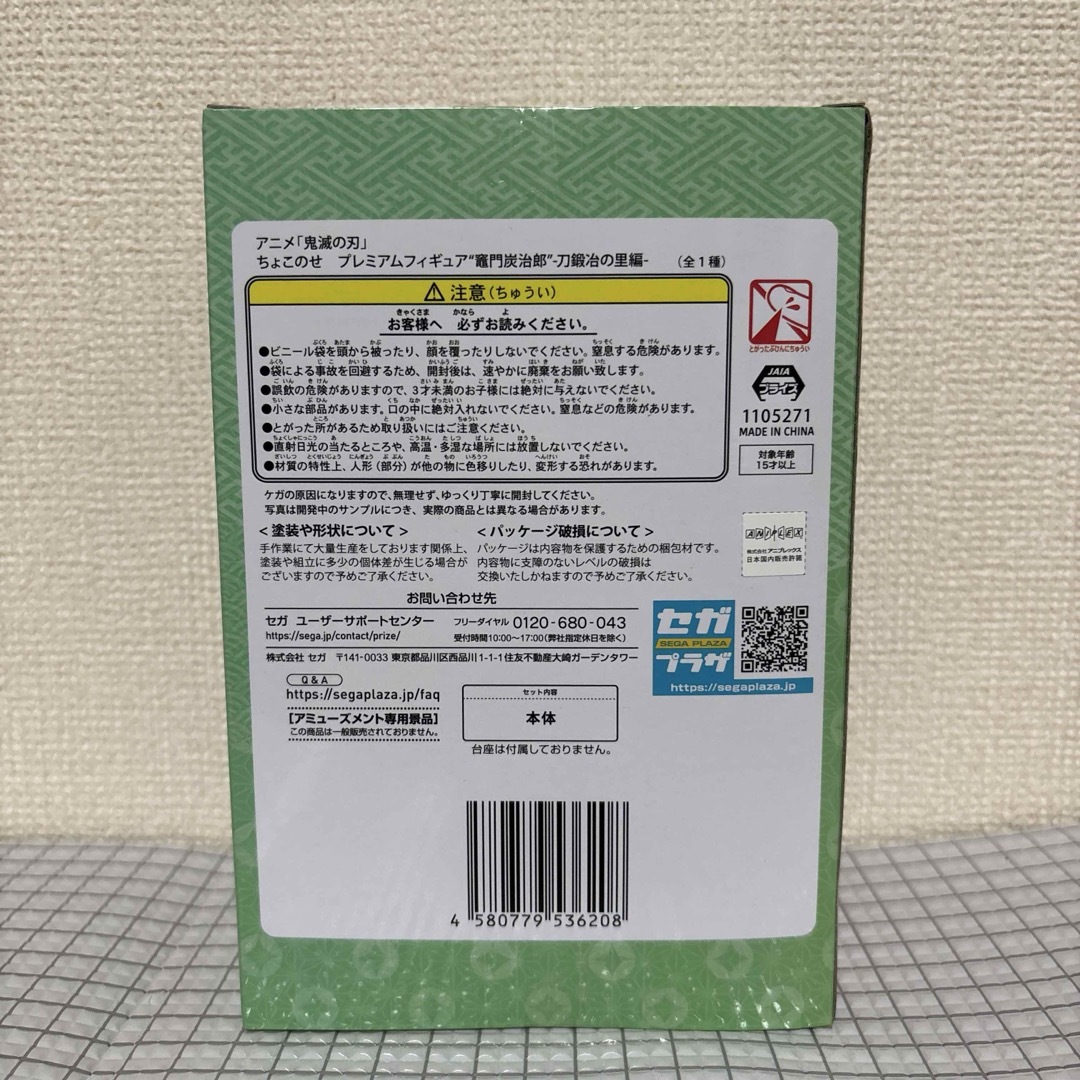 アニメ「鬼滅の刃」
ちょこのせ プレミアムフィギュア“竈門炭治郎”-刀鍛冶の里編- (全1種)
⚠注意(ちゅうい)
お客様へ 必ずお読みください。
●ビニール袋を頭から被ったり、顔を覆ったりしないでください。窒息する危険があります。
●袋による事故を回避するため、開封後は、速やかに廃棄をお願い致します。
●誤飲の危険がありますので、3才未満のお子様には絶対に与えないでください。
●小さな部品があります。口の中に絶対入れないでください。窒息などの危険があります。
●とがった所があるため取り扱いにはご注意ください。
●直射日光の当たるところや、高温・多湿な場所には放置しないでください。
●材質の特性上、人形(部分)が他の物に色移りしたり、変形する恐れがあります。
とがったぶひんにちゅうい
JAIA
プライズ
1105271
MADE IN CHINA
対象年齢
15才以上
ケガの原因になりますので、無理せず、ゆっくり丁寧に開封してください。
写真は開発中のサンプルにつき、実際の商品とは異なる場合があります。
<塗装や形状について>
手作業にて大量生産をしております関係上、
塗装や組立に多少の個体差が生じる場合が
ございますので予めご了承ください。
<パッケージ破損について>
パッケージは内容物を保護するための梱包材です。
内容物に支障のないレベルの破損は
交換いたしかねますので予めご了承ください。
ANIPLEX
株式会社アニプレックス
日本国内販売許諾
お問い合わせ先
セガ ユーザーサポートセンター
https://sega.jp/contact/prize/
フリーダイヤル 0120-680-043
受付時間10:00〜17:00(弊社指定休日を除く)
株式会社 セガ 〒141-0033 東京都品川区西品川1-1-1住友不動産大崎ガーデンタワー
セガ
SEGA PLAZA
プラザ
https://segaplaza.jp
Q&A
https://segaplaza.jp/faq
[アミューズメント専用景品]
この商品は一般販売されておりません。
セット内容
本体
台座は付属しておりません。
4 580779 536208